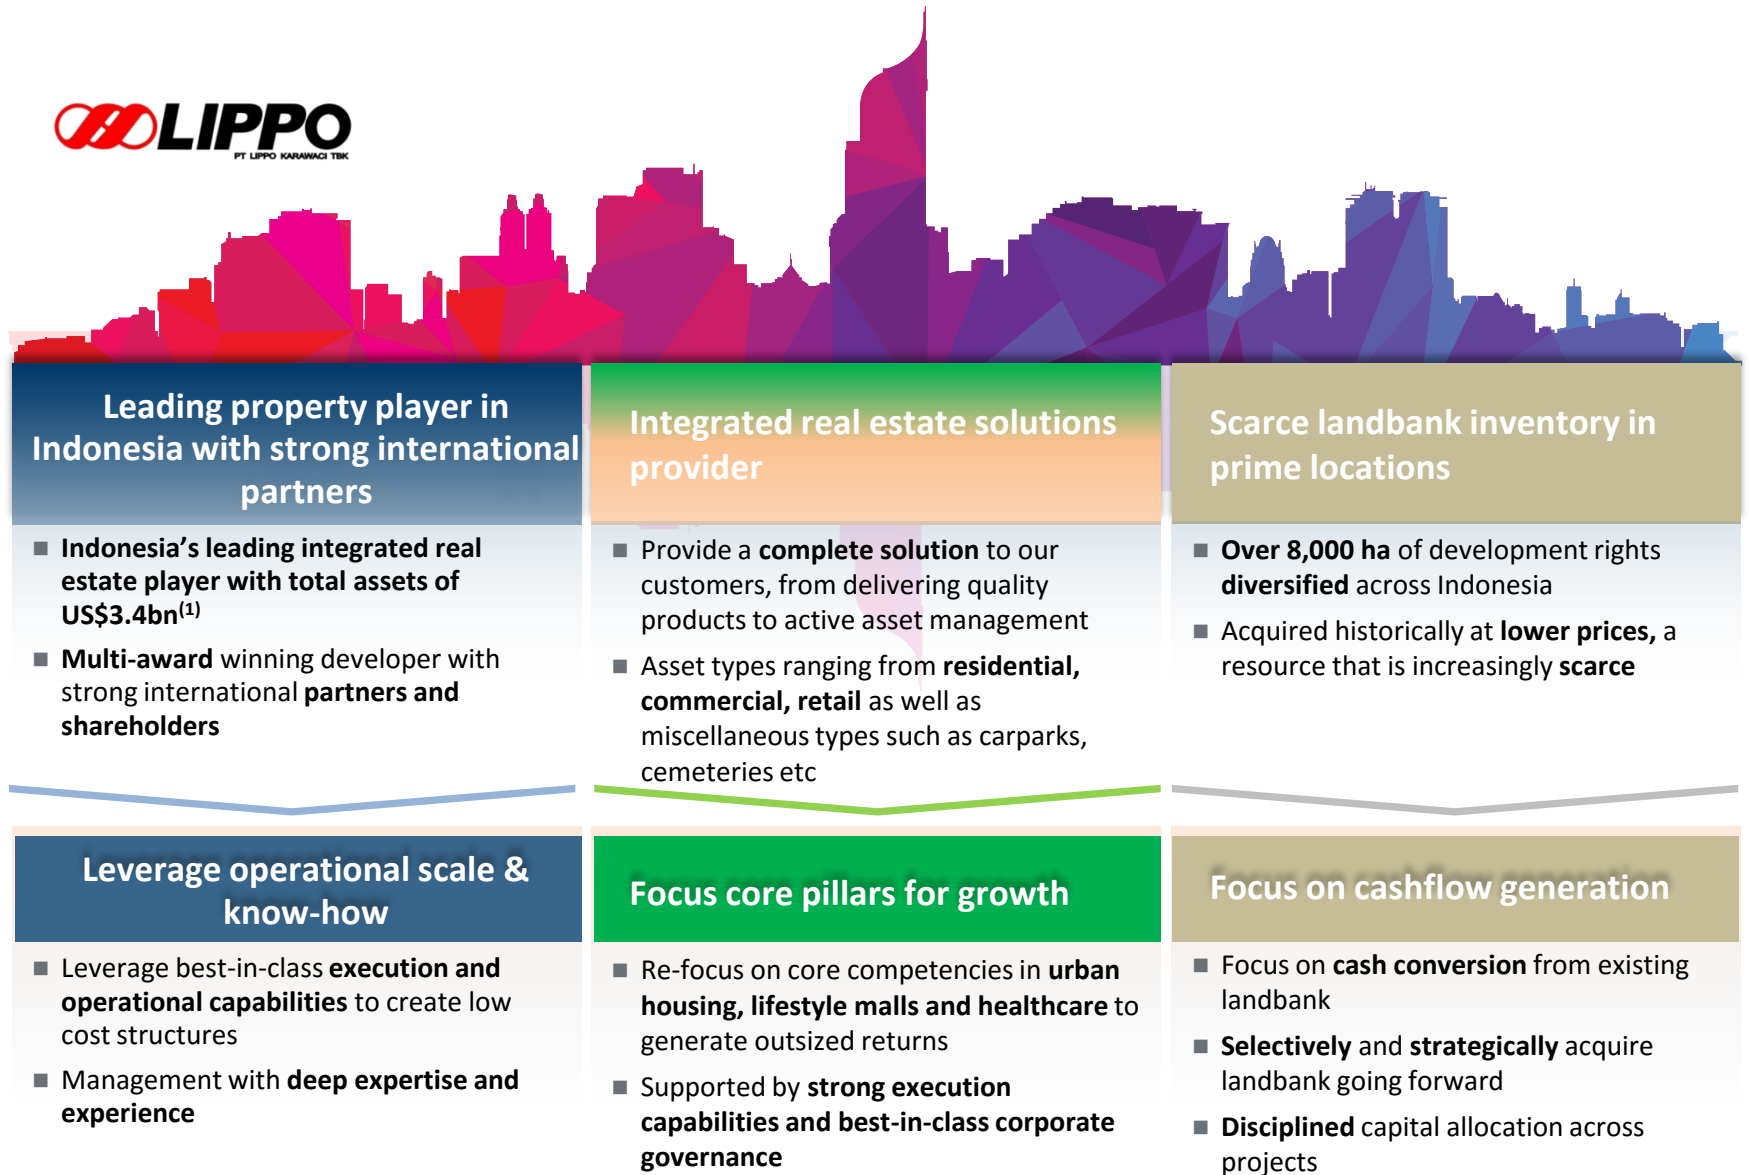 LIPPO
PT LIPPO KARAWACI TBK
Leading property player in
Indonesia with strong international
partners
■ Indonesia’s leading integrated real
estate player with total assets of
US$3.4bn(1)
■ Multi-award winning developer with
strong international partners and
shareholders
Integrated real estate solutions
provider
■ Provide a complete solution to our
customers, from delivering quality
products to active asset management
■ Asset types ranging from residential,
commercial, retail as well as
miscellaneous types such as carparks,
cemeteries etc
Scarce landbank inventory in
prime locations
■ Over 8,000 ha of development rights
diversified across Indonesia
■ Acquired historically at lower prices, a
resource that is increasingly scarce
Leverage operational scale &
know-how
■ Leverage best-in-class execution and
operational capabilities to create low
cost structures
■ Management with deep expertise and
experience
Focus core pillars for growth
■ Re-focus on core competencies in urban
housing, lifestyle malls and healthcare to
generate outsized returns
■ Supported by strong execution
capabilities and best-in-class corporate
governance
Focus on cashflow generation
■ Focus on cash conversion from existing
landbank
■ Selectively and strategically acquire
landbank going forward
■ Disciplined capital allocation across
projects